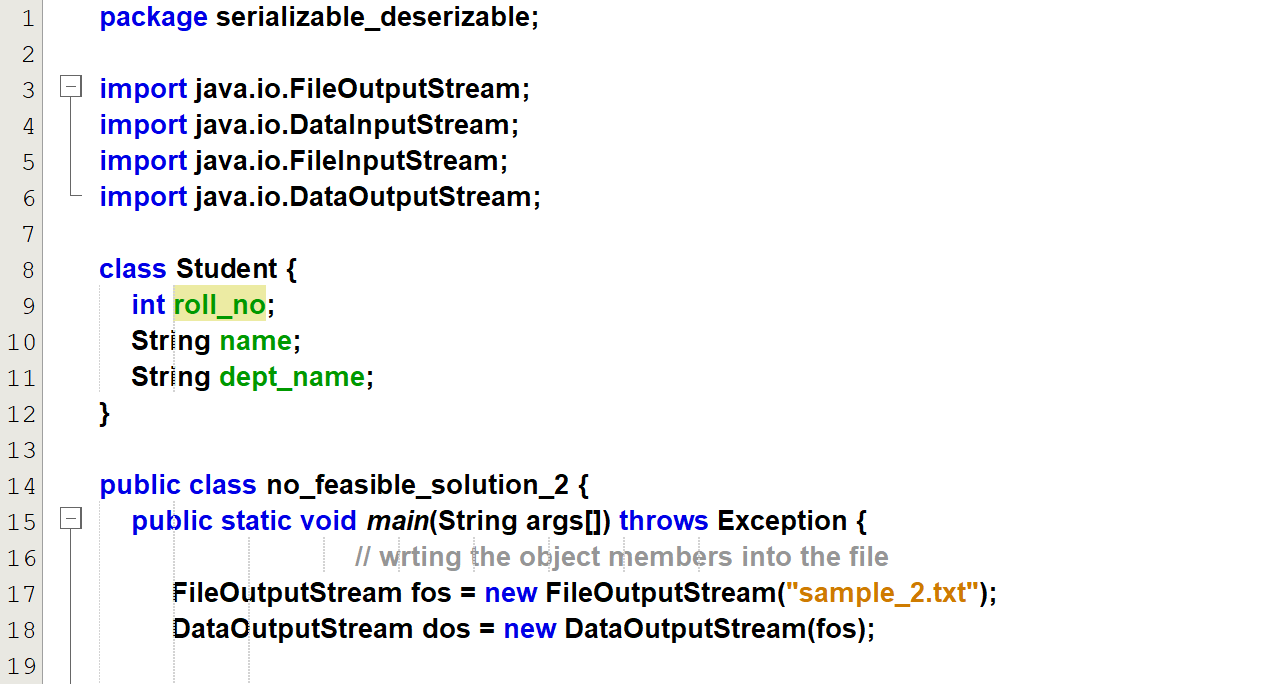 1 package serializable_deserizable;
2
3 import java.io.FileOutputStream;
4 import java.io.DataInputStream;
5 import java.io.FileInputStream;
6 import java.io.DataOutputStream;
7
8 class Student {
9 int roll_no;
10 String name;
11 String dept_name;
12 }
13
14 public class no_feasible_solution_2 {
15 public static void main(String args[]) throws Exception {
16 // wrting the object members into the file
17 FileOutputStream fos = new FileOutputStream("sample_2.txt");
18 DataOutputStream dos = new DataOutputStream(fos);
19